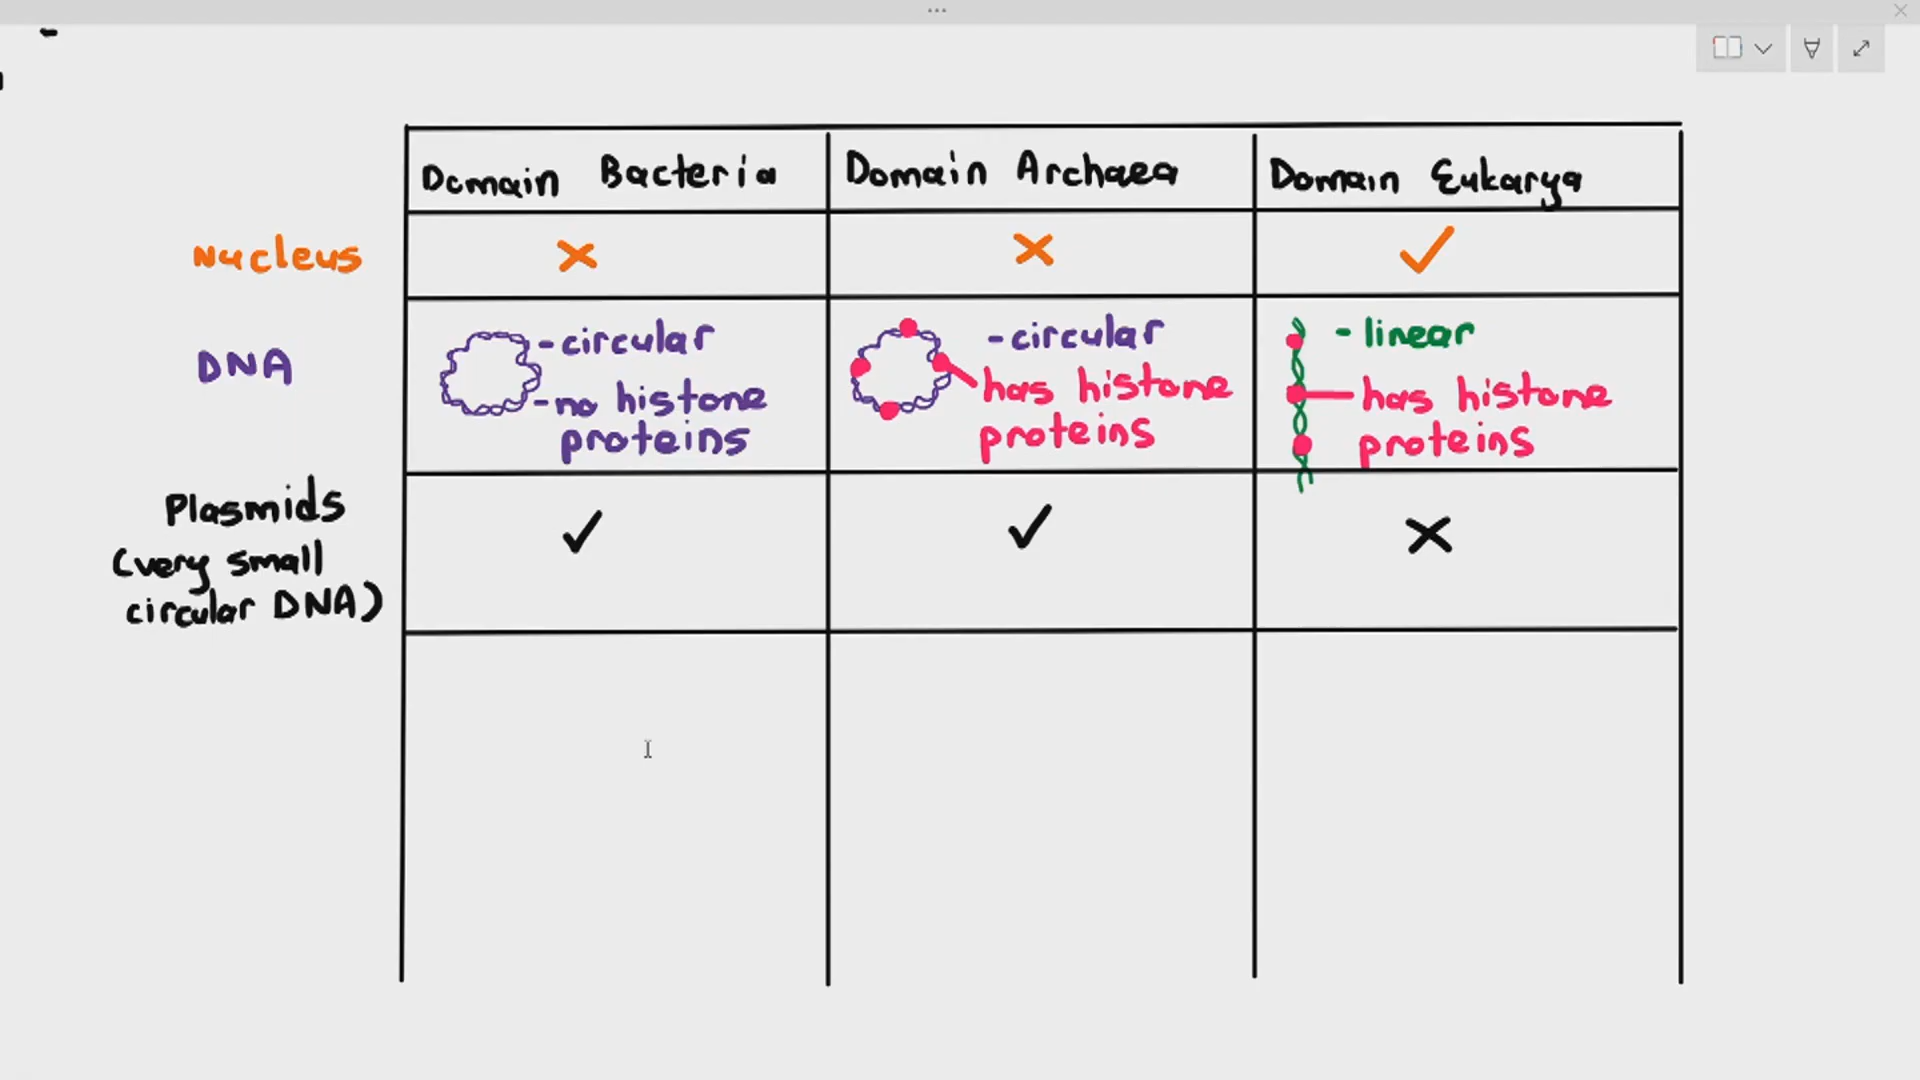 Domain Bacteria
Domain Archaea
Domain Eukarya
Nucleus
DNA
-circular
-no histone
proteins
-circular
has histone
proteins
-linear
has histone
proteins
Plasmids
(very small
circular DNA)